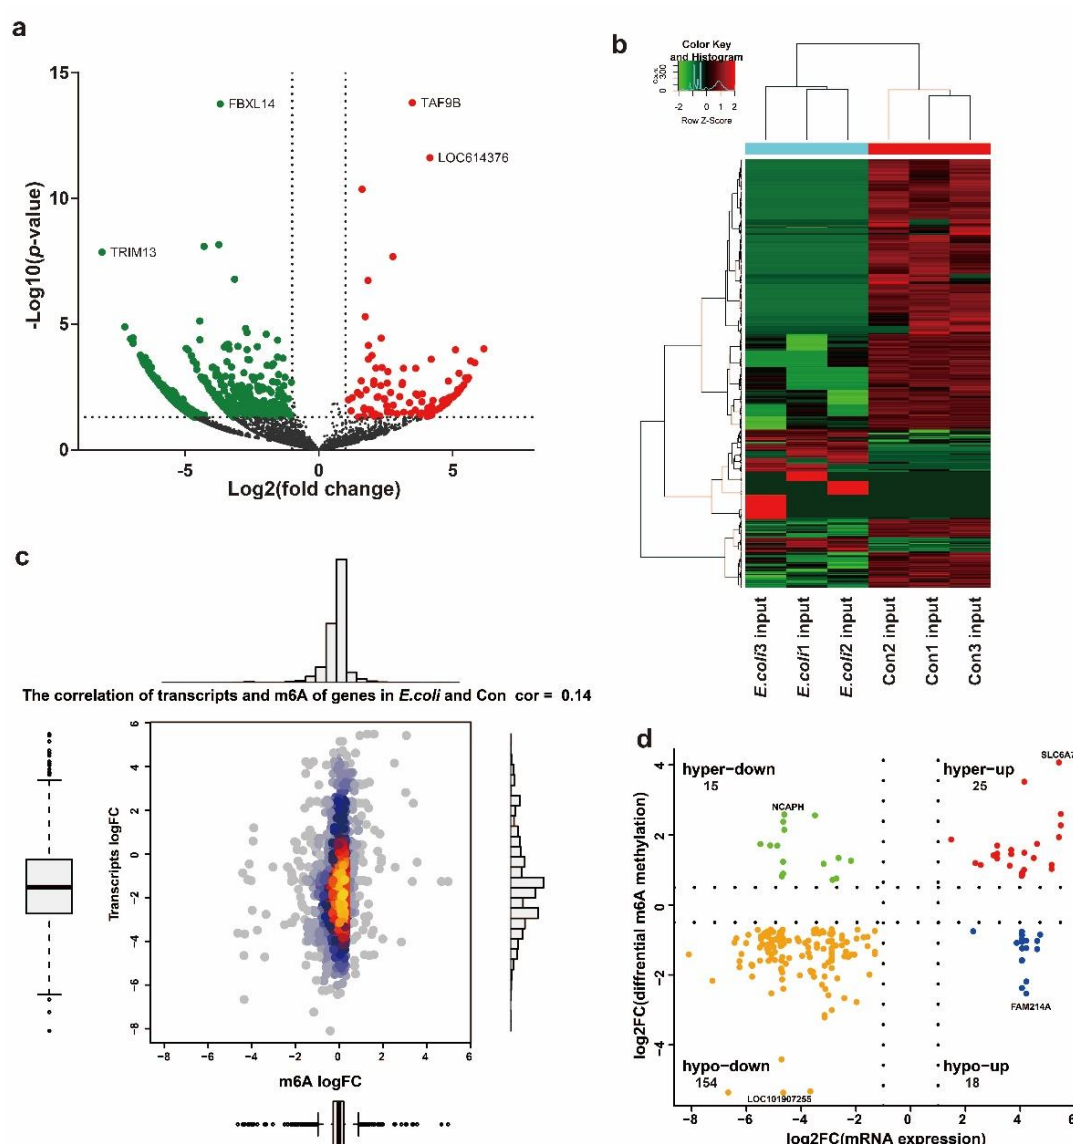 a
15
10
5
0
-Log10(p-value)
FBXL14
TAF9B
LOC614376
TRIM13
-5
0
5
Log2(fold change)
b
Color Key
and Histogram
0
300
-2
-1
0
1
2
Row Z-Score
E.coli3 input
E.coli1 input
E.coli2 input
Con2 input
Con1 input
Con3 input
c
The correlation of transcripts and m6A of genes in E.coli and Con cor = 0.14
Transcripts logFC
6
4
2
0
−2
−4
−6
−8
−8
−6
−4
−2
0
2
4
6
m6A logFC
d
hyper-down
15
hyper-up
25
SLC6A7
NCAPH
log2FC(diffrential m6A methylation)
4
2
0
−2
−4
FAM214A
hypo-down
154
hypo-up
18
LOC101907255
−8
−6
−4
−2
0
2
4
6
log2FC(mRNA expression)